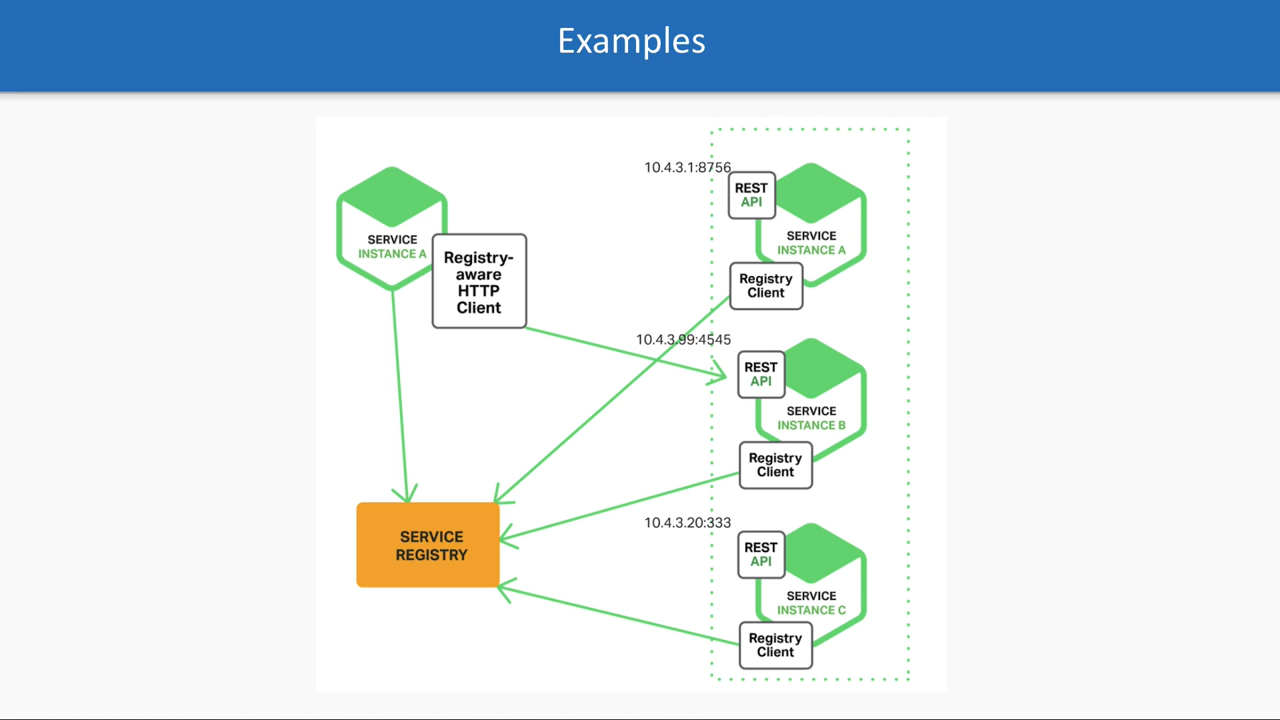 Examples
SERVICE
INSTANCE A
Registry-
aware
HTTP
Client
SERVICE
REGISTRY
10.4.3.1:8756
REST
API
SERVICE
INSTANCE A
Registry
Client
10.4.3.99:4545
REST
API
SERVICE
INSTANCE B
Registry
Client
10.4.3.20:333
REST
API
SERVICE
INSTANCE C
Registry
Client